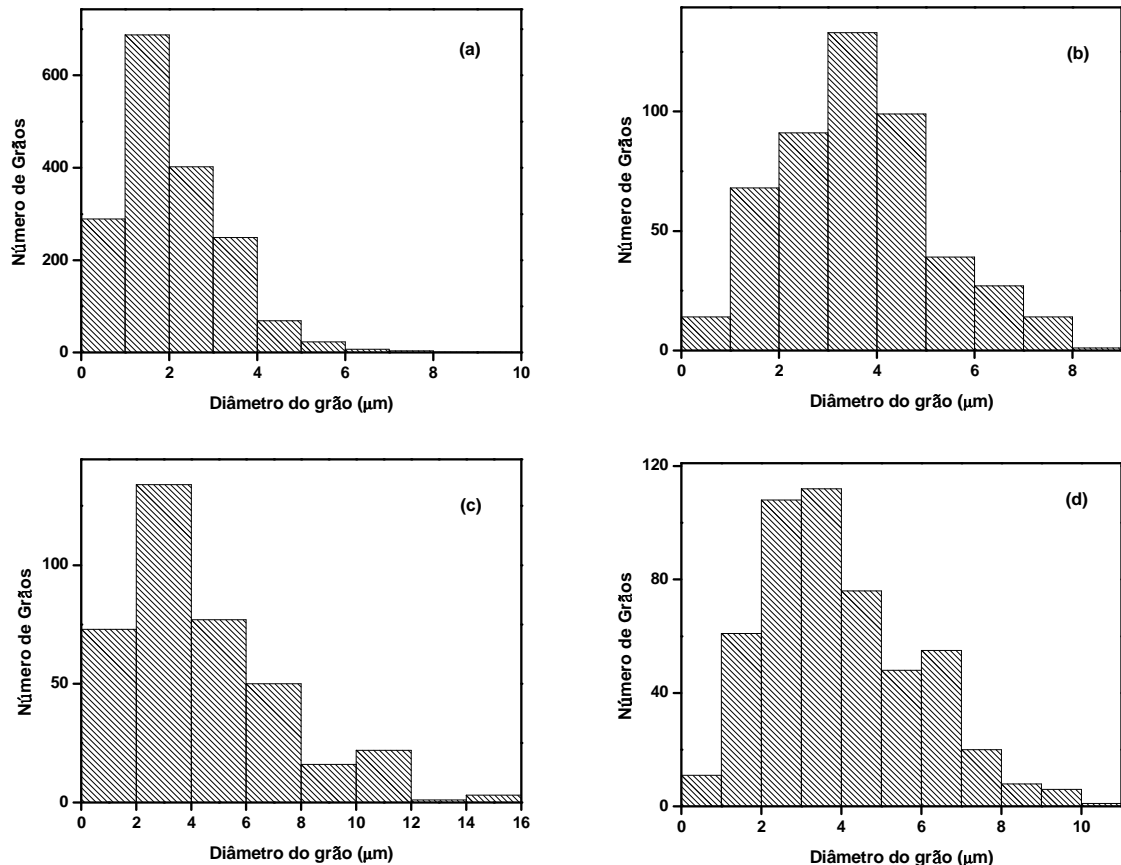 (a)
Número de Grãos
600
400
200
0
0 2 4 6 8 10
Diâmetro do grão (μm)
(b)
Número de Grãos
100
50
0
0 2 4 6 8
Diâmetro do grão (μm)
(c)
Número de Grãos
100
50
0
0 2 4 6 8 10 12 14 16
Diâmetro do grão (μm)
(d)
Número de Grãos
120
80
40
0
0 2 4 6 8 10
Diâmetro do grão (μm)